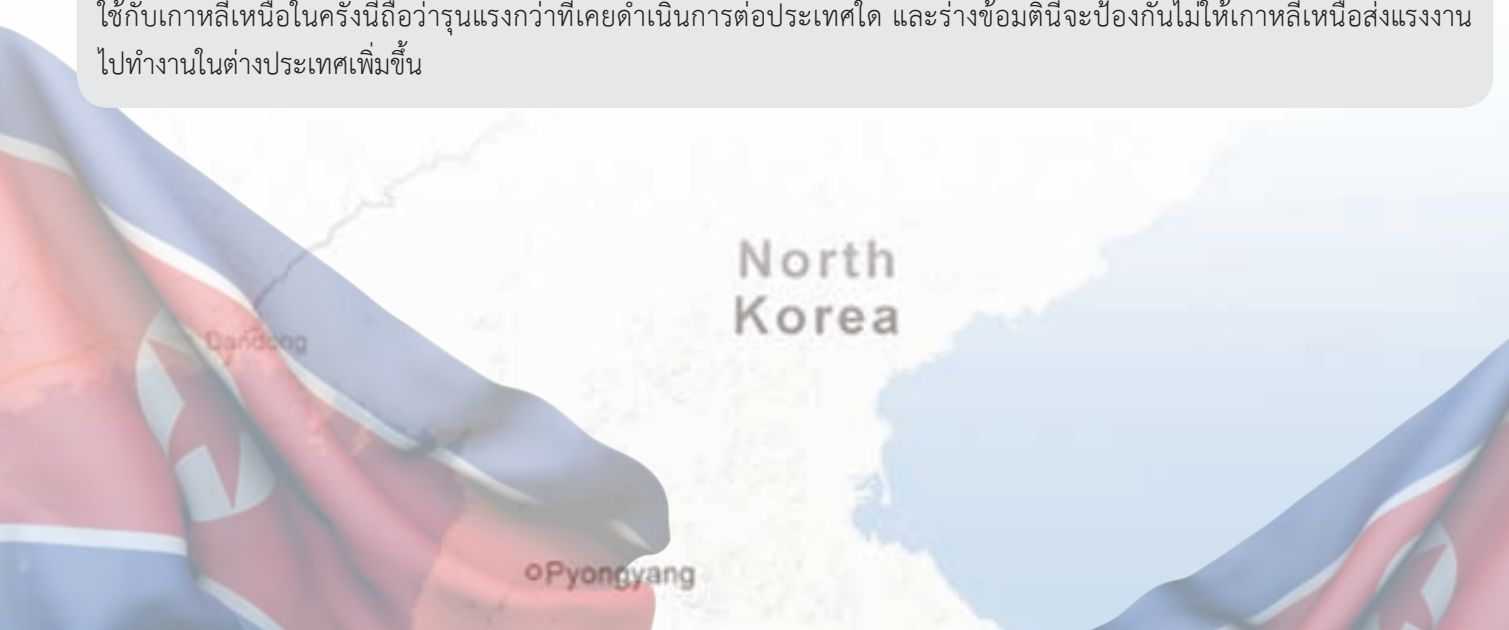 ใช้กับเกาหลีเหนือในครั้งนี้ถือว่ารุนแรงกว่าที่เคยดำเนินการต่อประเทศใด และร่างข้อมตินี้จะป้องกันไม่ให้เกาหลีเหนือส่งแรงงาน
ไปทำงานในต่างประเทศเพิ่มขึ้น
North
Korea
Dandong
Pyongyang